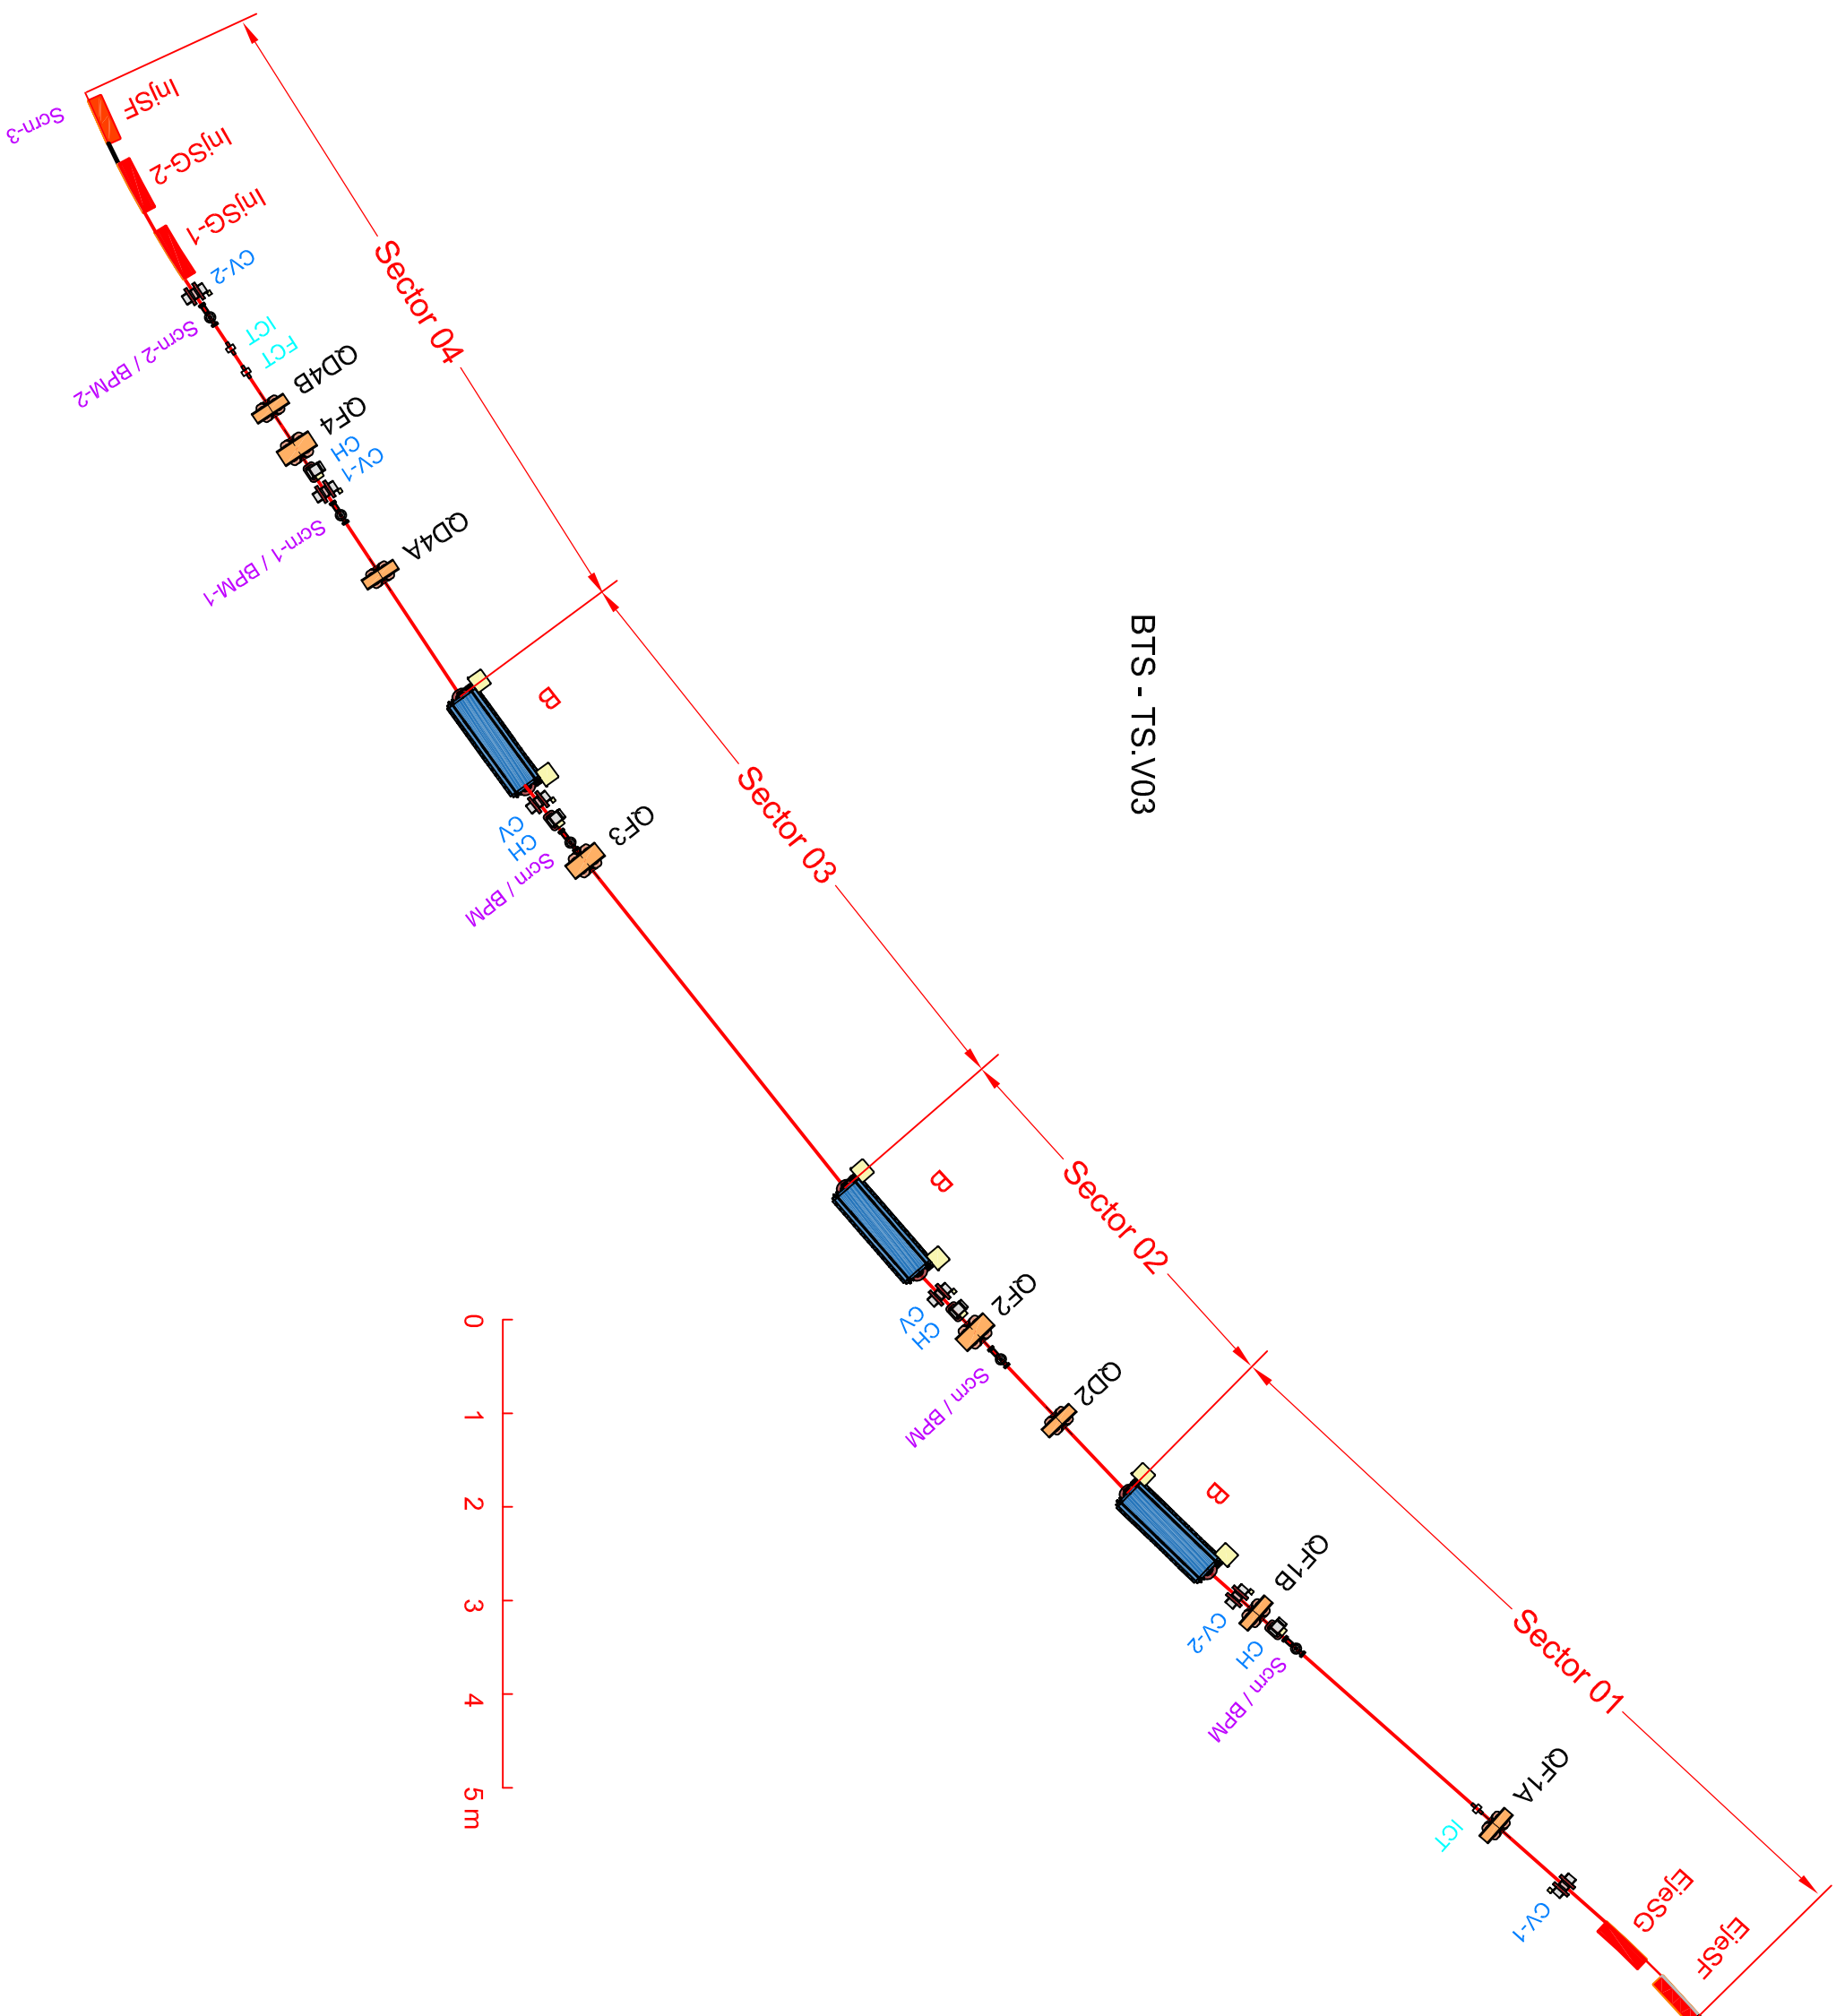 BTS - TS.V03
Sector 04
InjSF
Scrn-3
InjSG-2
InjSG-1
CV-2
Scrn-2 / BPM-2
ICT
FCT
QD4B
QF4
CH
CV-1
Scrn-1 / BPM-1
QD4A
Sector 03
B
CV
CH
Scrn / BPM
QF3
Sector 02
B
CV
CH
QF2
Scrn / BPM
QD2
Sector 01
B
CV-2
QF1B
CH
Scrn / BPM
ICT
QF1A
CV-1
EjeSG
EjeSF
0
1
2
3
4
5 m